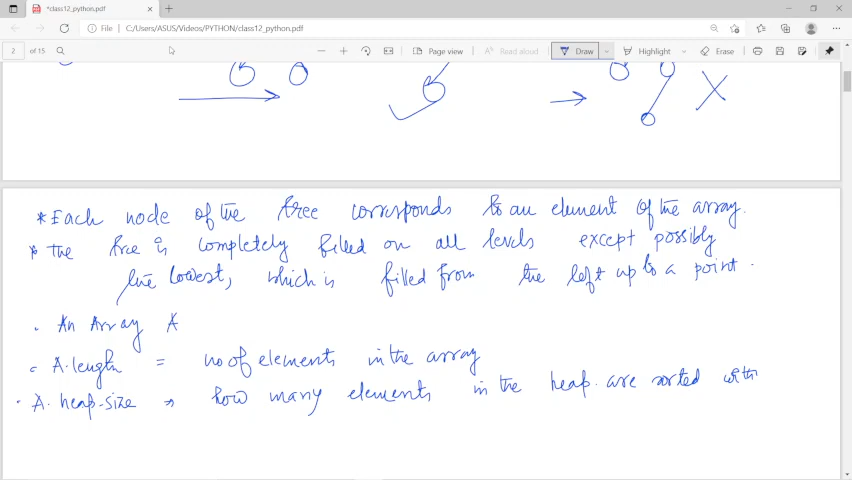 *class12_python.pdf
File
C:/Users/ASUS/Videos/PYTHON/class12_python.pdf
2 of 15
Page view
Read aloud
Draw
Highlight
Erase
* Each node of the tree corresponds to an element of the array.
* The tree is completely filled on all levels except possibly
the lowest, which is filled from the left up to a point.
. An Array A
. A.length = no of elements in the array
. A.heap-size → how many elements in the heap. are sorted with